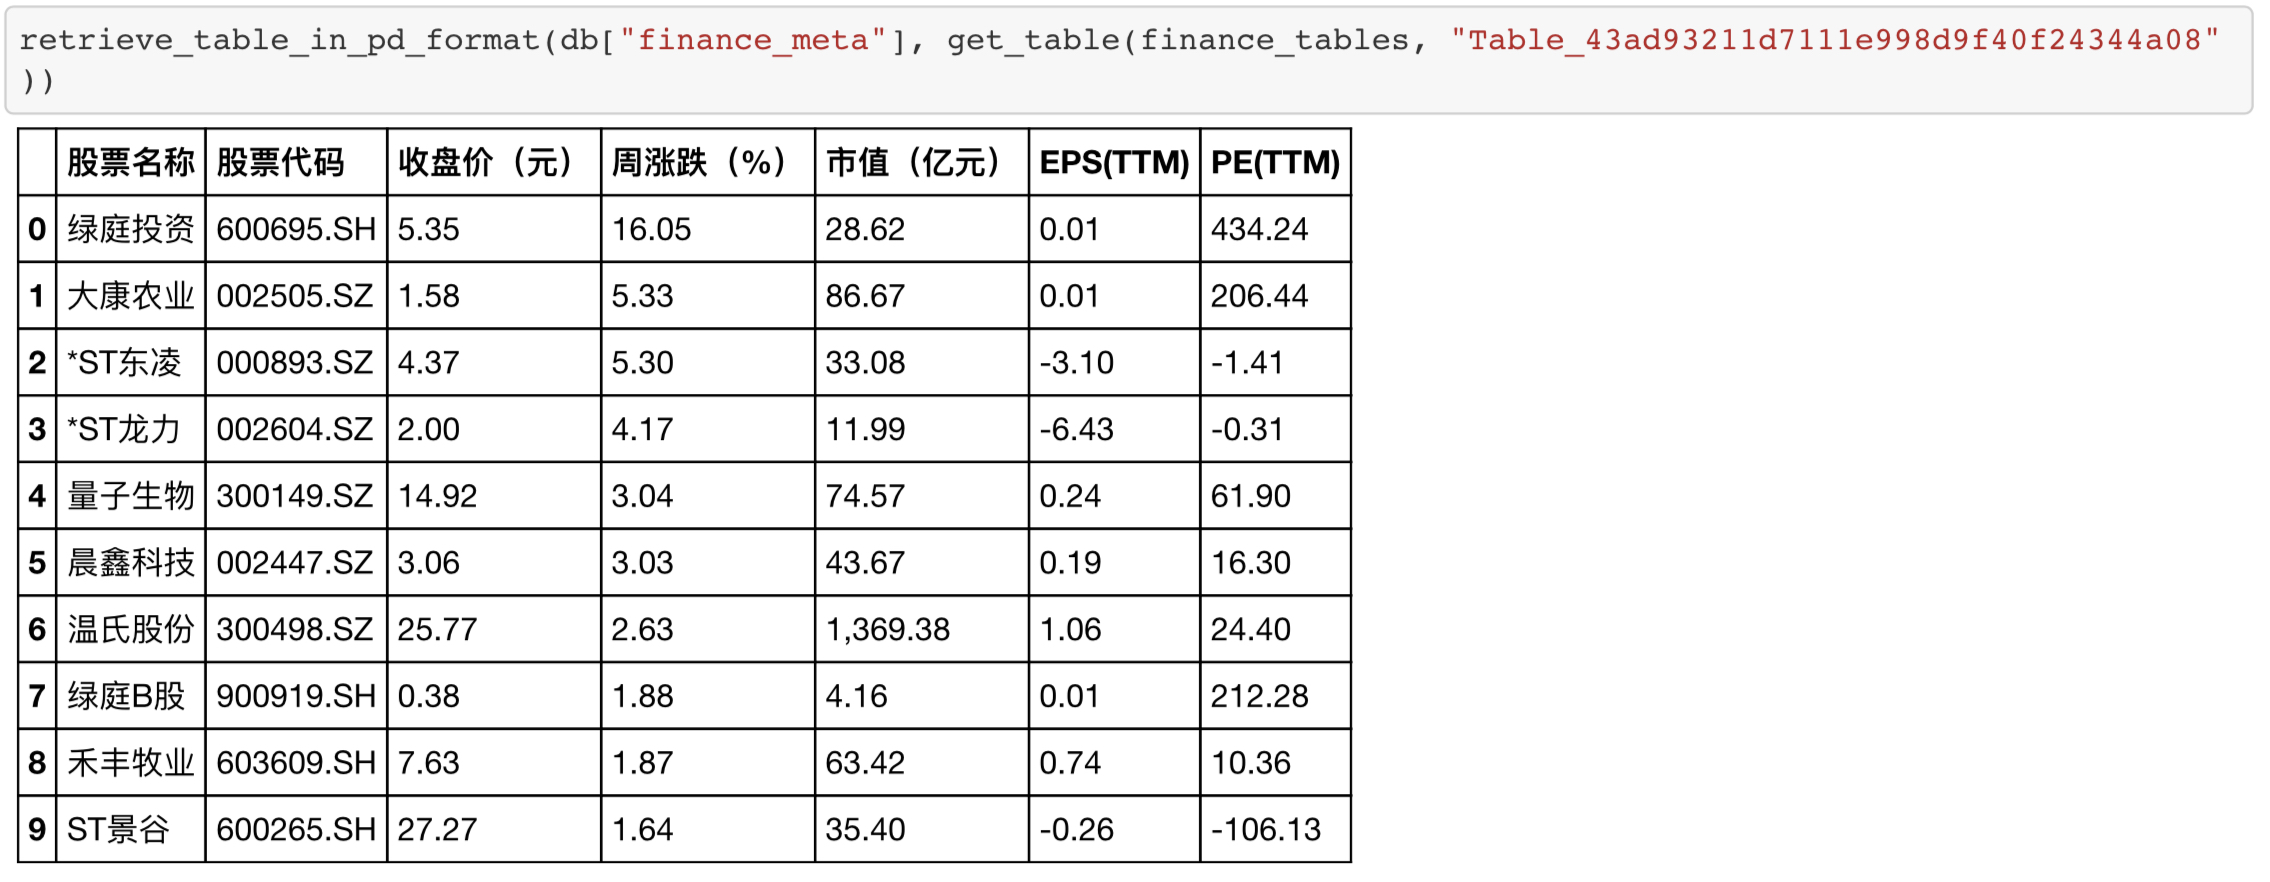 retrieve_table_in_pd_format(db["finance_meta"], get_table(finance_tables, "Table_43ad93211d7111e998d9f40f24344a08"
))
股票名称 股票代码 收盘价（元） 周涨跌（%） 市值（亿元） EPS(TTM) PE(TTM)
0 绿庭投资 600695.SH 5.35 16.05 28.62 0.01 434.24
1 大康农业 002505.SZ 1.58 5.33 86.67 0.01 206.44
2 *ST东凌 000893.SZ 4.37 5.30 33.08 -3.10 -1.41
3 *ST龙力 002604.SZ 2.00 4.17 11.99 -6.43 -0.31
4 量子生物 300149.SZ 14.92 3.04 74.57 0.24 61.90
5 晨鑫科技 002447.SZ 3.06 3.03 43.67 0.19 16.30
6 温氏股份 300498.SZ 25.77 2.63 1,369.38 1.06 24.40
7 绿庭B股 900919.SH 0.38 1.88 4.16 0.01 212.28
8 禾丰牧业 603609.SH 7.63 1.87 63.42 0.74 10.36
9 ST景谷 600265.SH 27.27 1.64 35.40 -0.26 -106.13